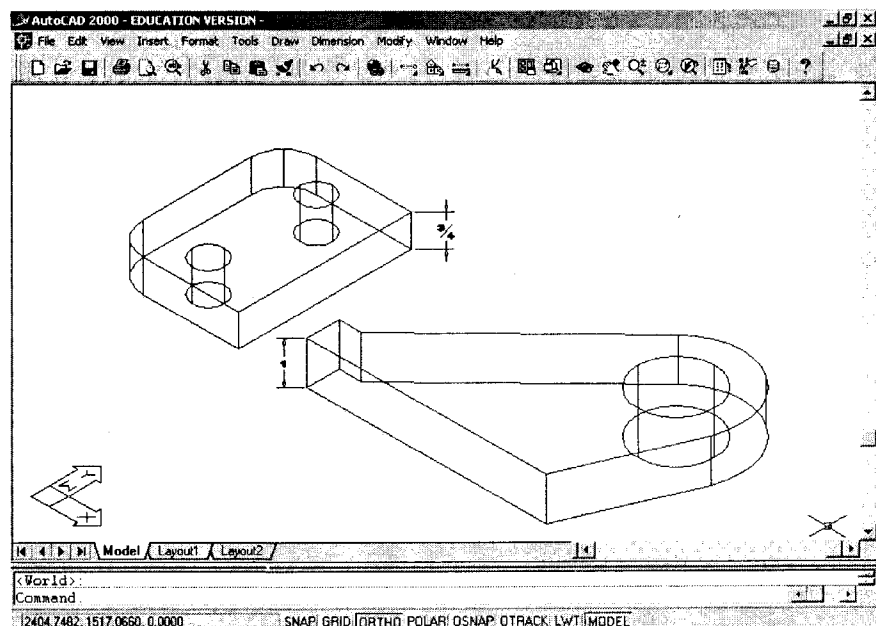 AutoCAD 2000 - EDUCATION VERSION -
File Edit View Insert Format Tools Draw Dimension Modify Window Help
3/4
1
Y
W
X
Model Layout1 Layout2
<World>:
Command
2404.7482, 1517.0660, 0.0000 SNAP GRID ORTHO POLAR OSNAP OTRACK LWT MODEL